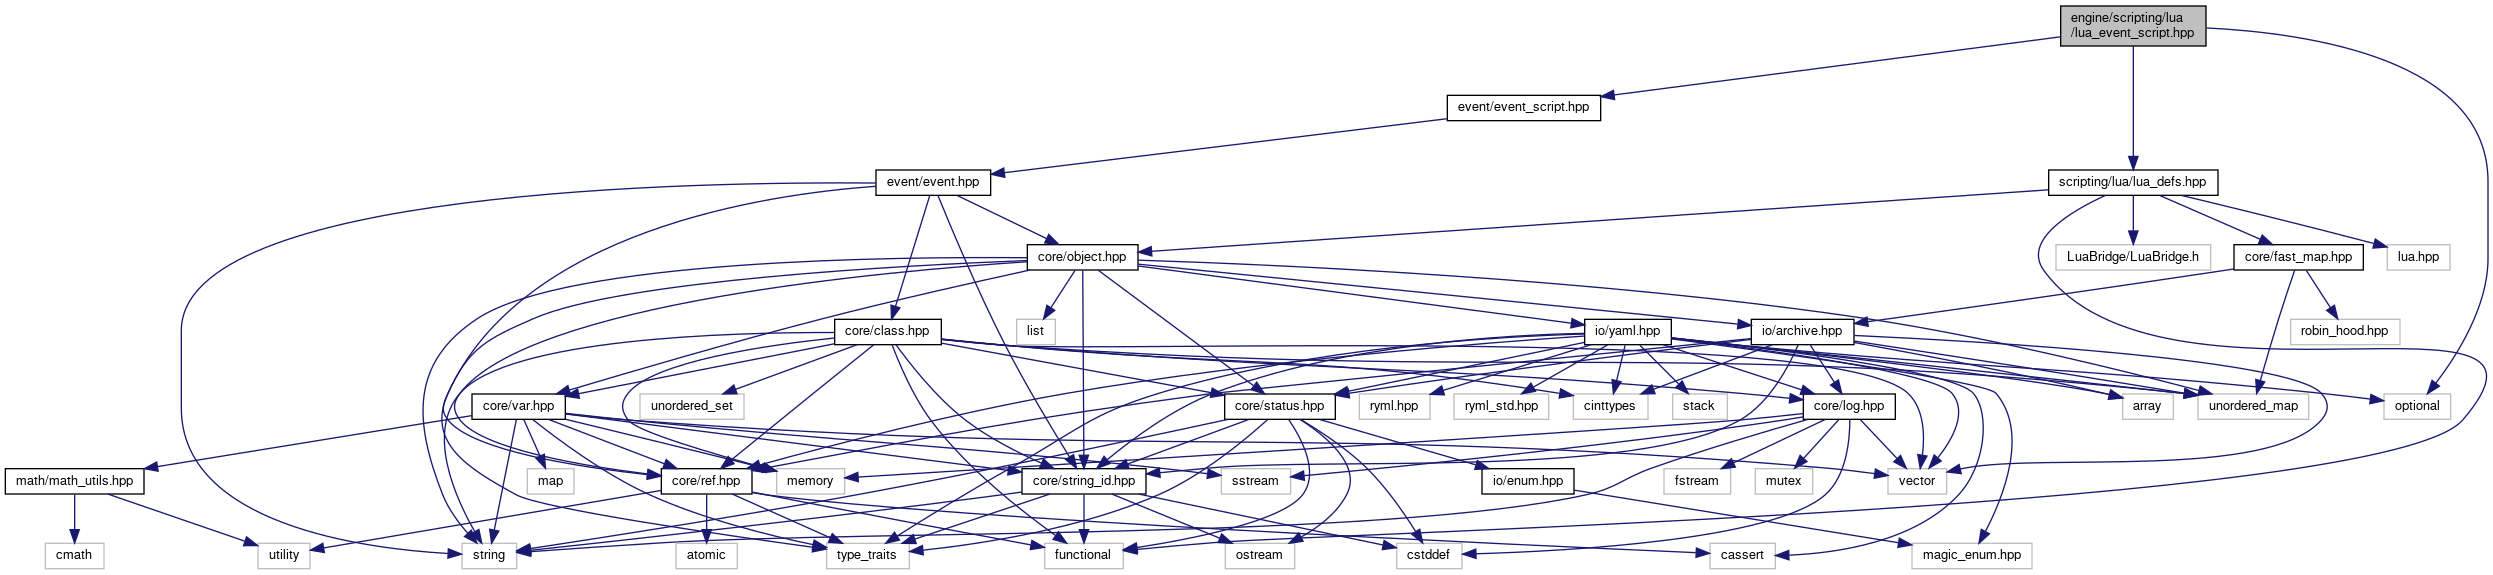 engine/scripting/lua
/lua_event_script.hpp
event/event_script.hpp
event/event.hpp
scripting/lua/lua_defs.hpp
core/object.hpp
LuaBridge/LuaBridge.h
core/fast_map.hpp
lua.hpp
core/class.hpp
list
io/yaml.hpp
io/archive.hpp
robin_hood.hpp
core/var.hpp
unordered_set
core/status.hpp
ryml.hpp
ryml_std.hpp
cinttypes
stack
core/log.hpp
array
unordered_map
optional
math/math_utils.hpp
map
core/ref.hpp
memory
core/string_id.hpp
sstream
io/enum.hpp
fstream
mutex
vector
cmath
utility
string
atomic
type_traits
functional
ostream
cstddef
cassert
magic_enum.hpp